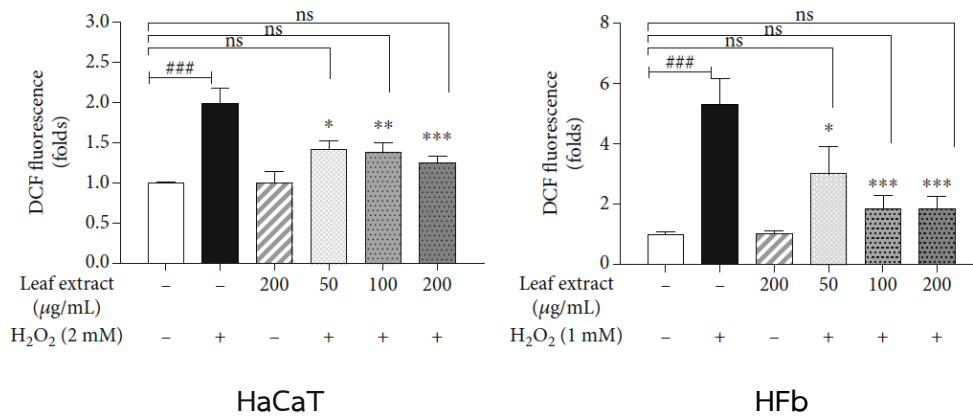 ns
ns
ns
###
* ** ***
DCF fluorescence
(folds)
3.0
2.5
2.0
1.5
1.0
0.5
0.0
Leaf extract – – 200 50 100 200
(μg/mL)
H₂O₂ (2 mM) – + – + + +
HaCaT
ns
ns
ns
###
* *** ***
DCF fluorescence
(folds)
8
6
4
2
0
Leaf extract – – 200 50 100 200
(μg/mL)
H₂O₂ (1 mM) – + – + + +
HFb